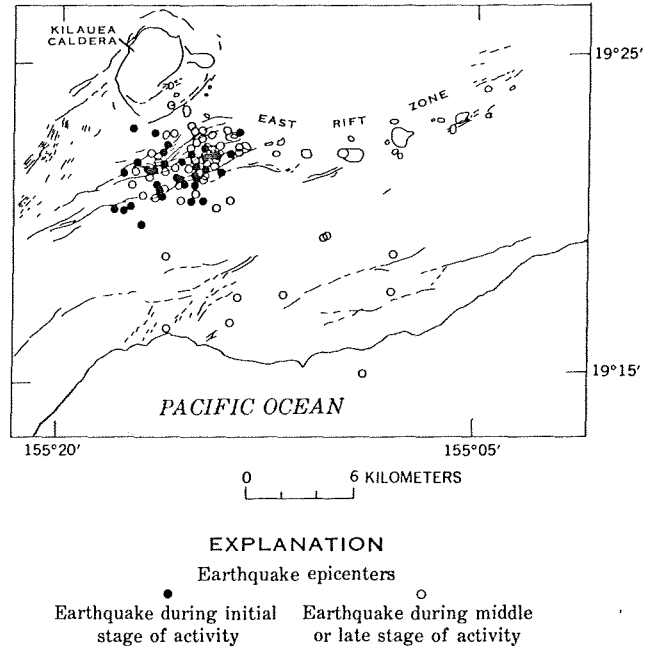 KILAUEA
CALDERA
19°25′
EAST RIFT ZONE
19°15′
PACIFIC OCEAN
155°20′
155°05′
0 6 KILOMETERS
EXPLANATION
Earthquake epicenters
Earthquake during initial
stage of activity
Earthquake during middle
or late stage of activity